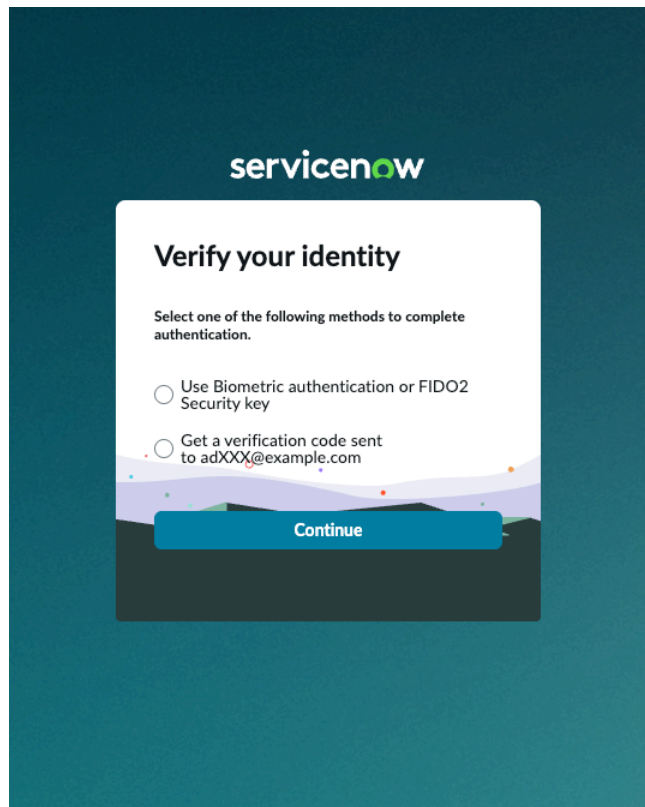 servicenow
Verify your identity
Select one of the following methods to complete
authentication.
Use Biometric authentication or FIDO2
Security key
Get a verification code sent
to adXXX@example.com
Continue